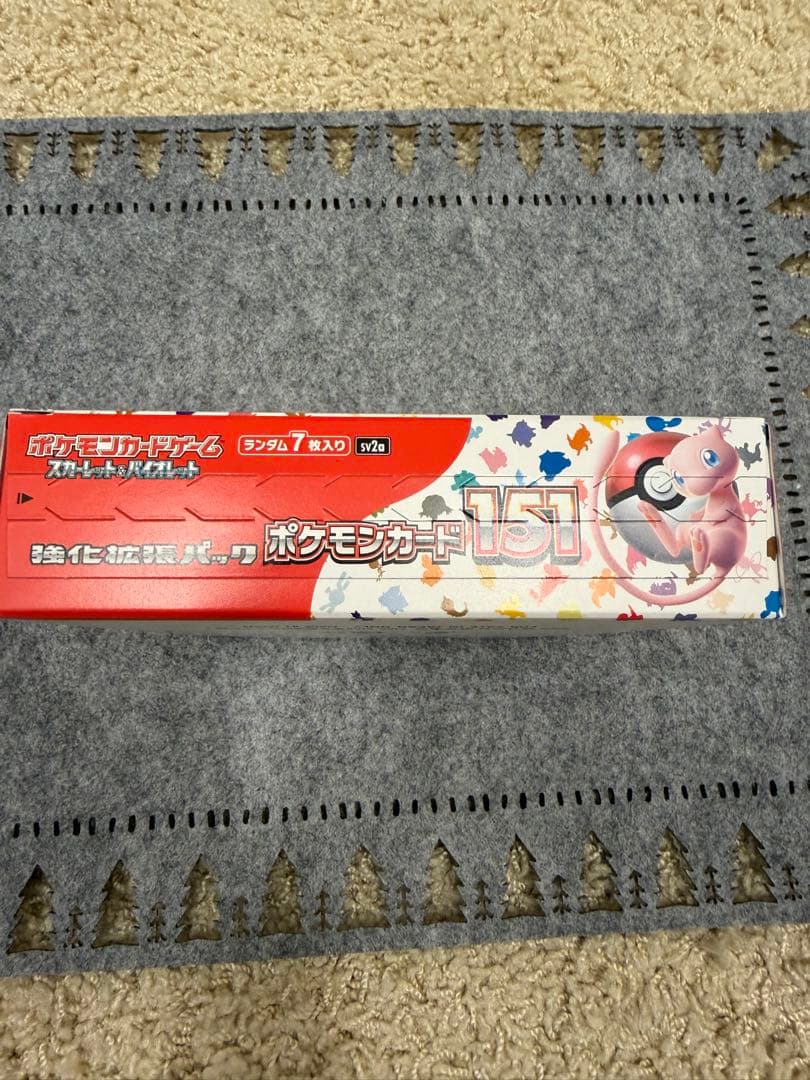 ポケモンカードゲーム
スカーレット&バイオレット
ランダム7枚入り
sv2a
強化拡張パック
ポケモンカード151